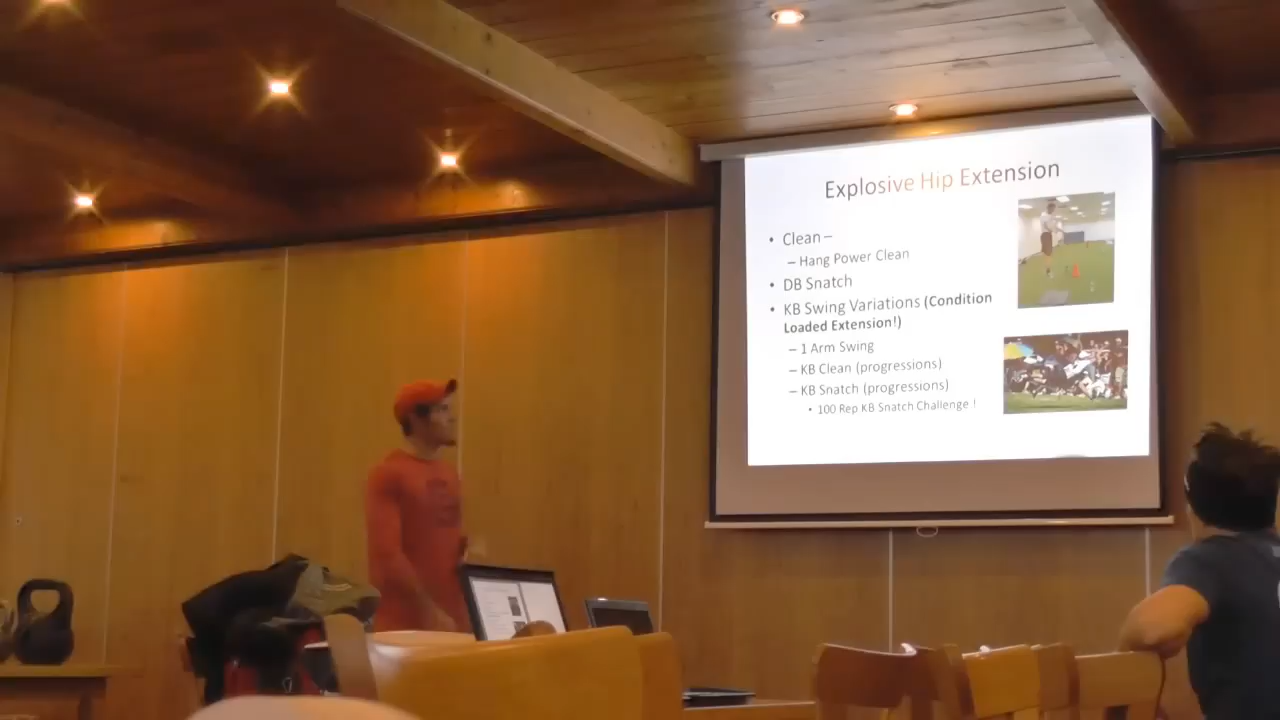 Explosive Hip Extension
• Clean –
– Hang Power Clean
• DB Snatch
• KB Swing Variations (Condition
Loaded Extension!)
– 1 Arm Swing
– KB Clean (progressions)
– KB Snatch (progressions)
• 100 Rep KB Snatch Challenge !